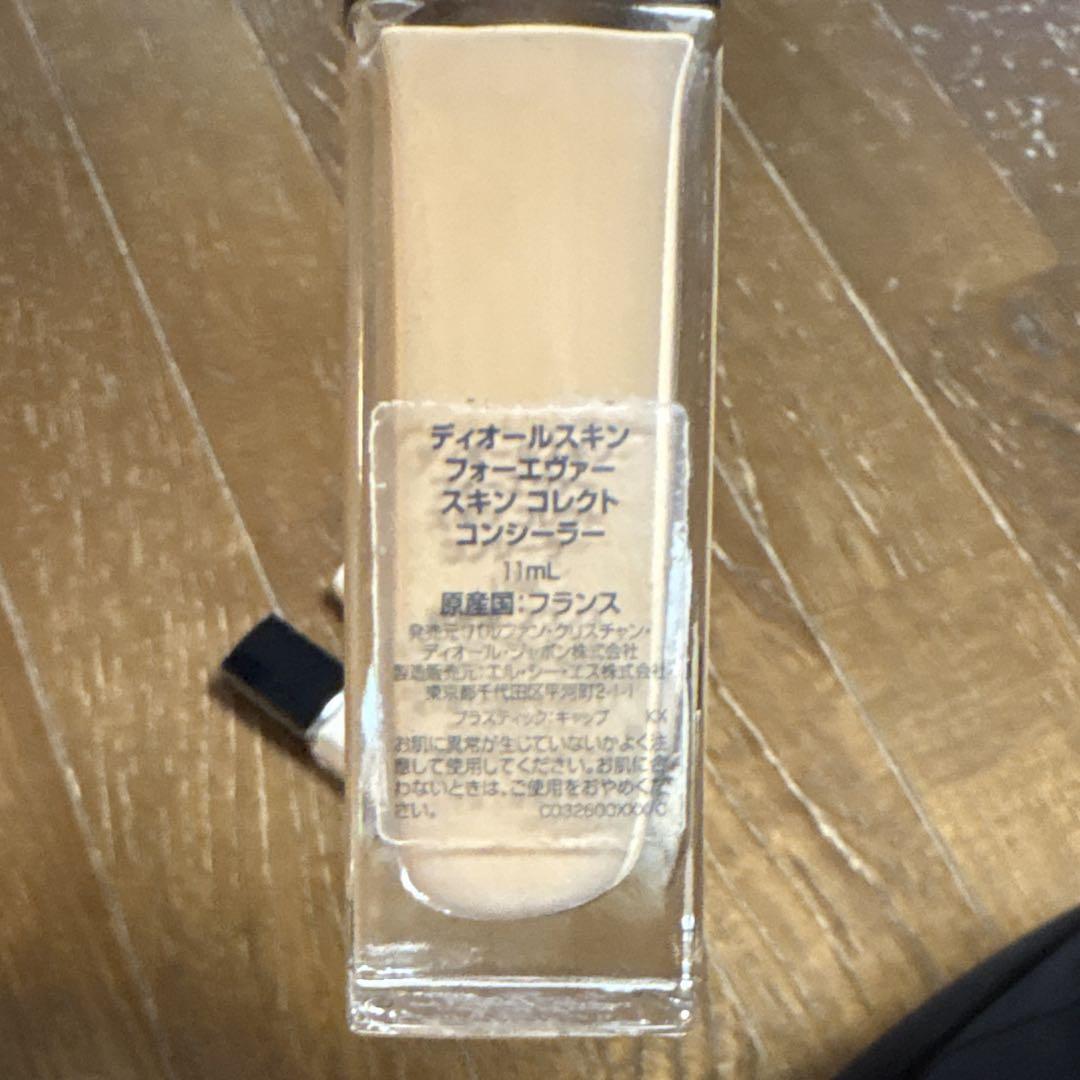 ディオールスキン
フォーエヴァー
スキン コレクト
コンシーラー
11mL
原産国:フランス
発売元:パルファン・クリスチャン・
ディオール・ジャポン株式会社
製造販売元:エル・シー・エス株式会社
東京都千代田区平河町2-1-1
プラスティック:キャップ XX
お肌に異常が生じていないかよく注
意して使用してください。お肌に合
わないときは、ご使用をおやめくだ
さい。